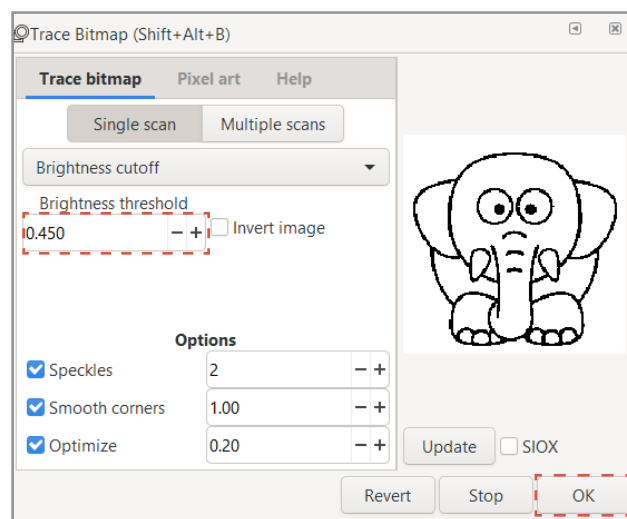 Trace Bitmap (Shift+Alt+B)
Trace bitmap Pixel art Help
Single scan Multiple scans
Brightness cutoff
Brightness threshold
0.450 − + Invert image
Options
Speckles 2 − +
Smooth corners 1.00 − +
Optimize 0.20 − +
Update SIOX
Revert Stop OK